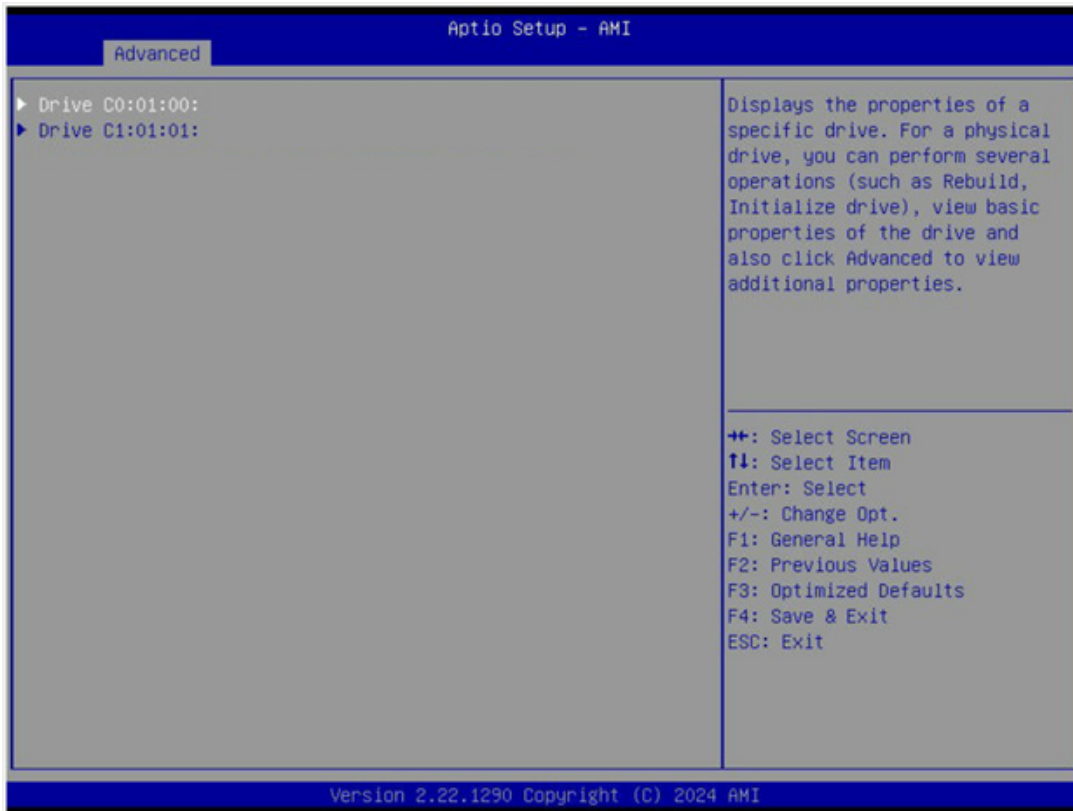 Aptio Setup - AMI
Advanced
Drive C0:01:00:
Drive C1:01:01:
Displays the properties of a
specific drive. For a physical
drive, you can perform several
operations (such as Rebuild,
Initialize drive), view basic
properties of the drive and
also click Advanced to view
additional properties.
→←: Select Screen
↑↓: Select Item
Enter: Select
+/-: Change Opt.
F1: General Help
F2: Previous Values
F3: Optimized Defaults
F4: Save & Exit
ESC: Exit
Version 2.22.1290 Copyright (C) 2024 AMI